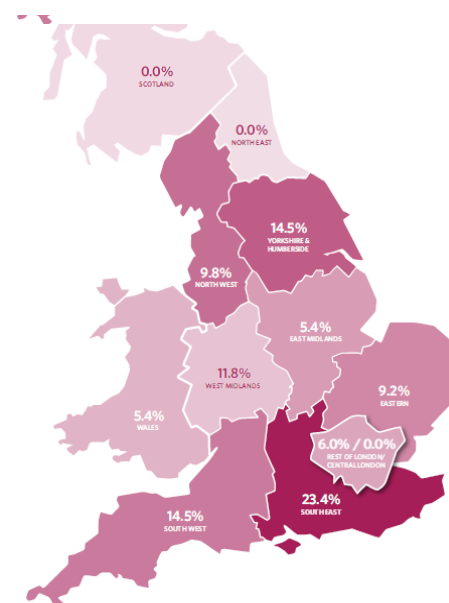 0.0%
SCOTLAND
0.0%
NORTH EAST
14.5%
YORKSHIRE &
HUMBERSIDE
9.8%
NORTH WEST
5.4%
EAST MIDLANDS
11.8%
WEST MIDLANDS
9.2%
EASTERN
5.4%
WALES
6.0% / 0.0%
REST OF LONDON/
CENTRAL LONDON
23.4%
SOUTH EAST
14.5%
SOUTH WEST